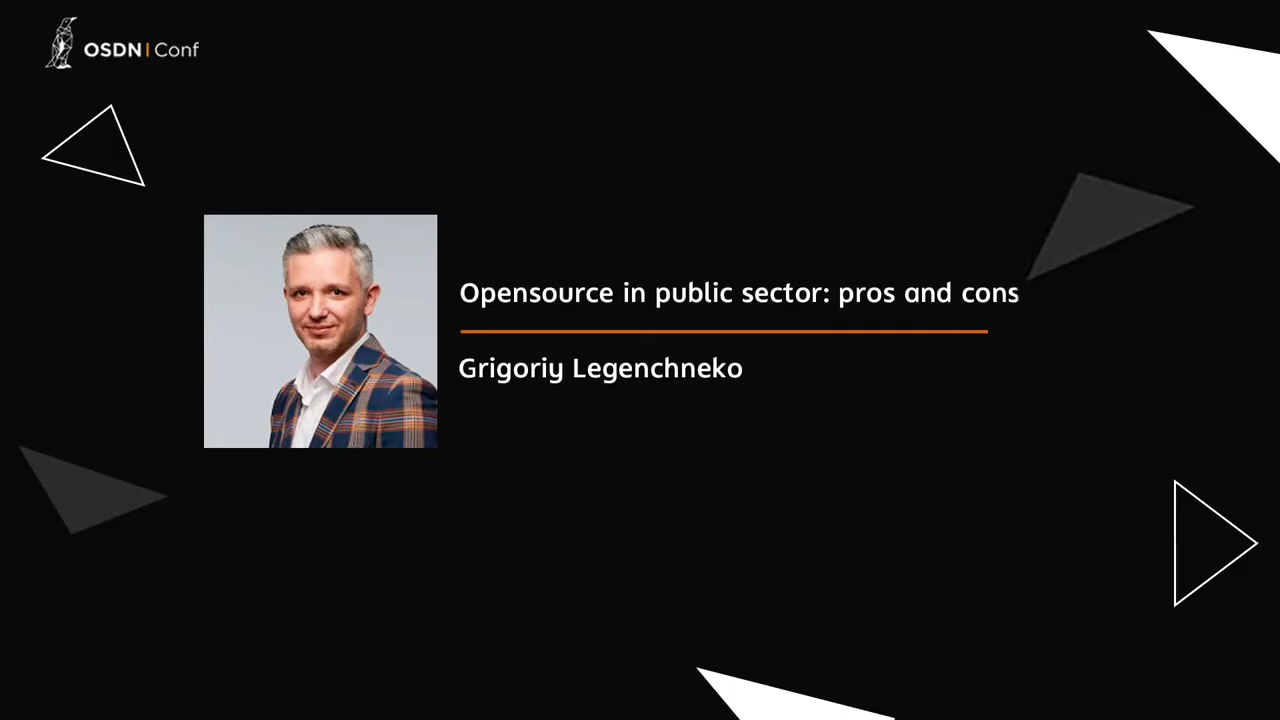 OSDN | Conf
Opensource in public sector: pros and cons
Grigoriy Legenchneko